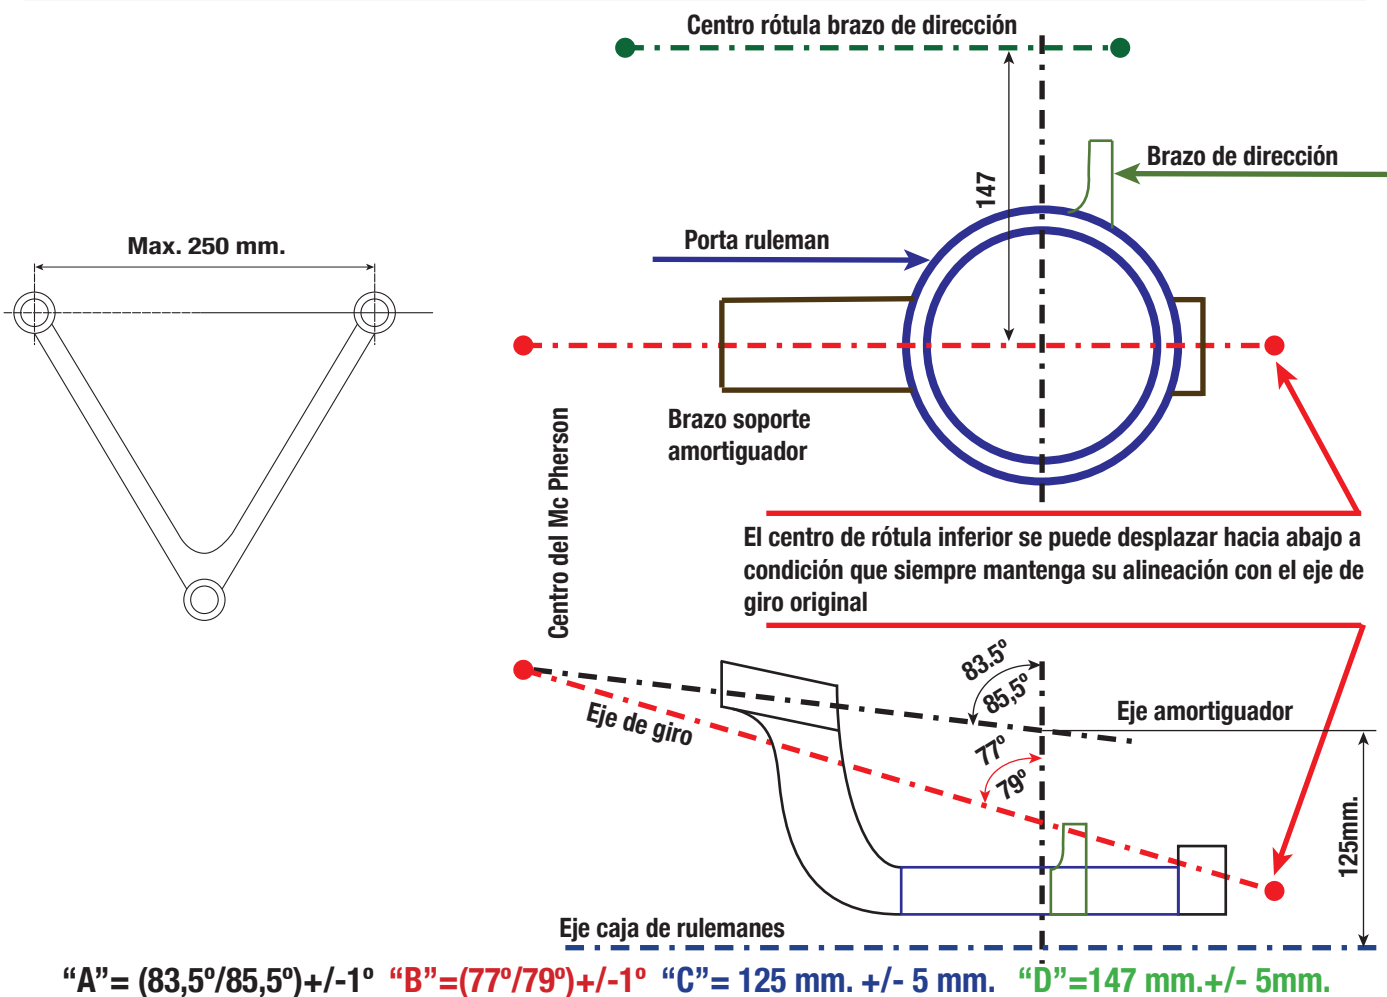 Centro rótula brazo de dirección
147
Brazo de dirección
Porta ruleman
Max. 250 mm.
Brazo soporte
amortiguador
Centro del Mc Pherson
El centro de rótula inferior se puede desplazar hacia abajo a
condición que siempre mantenga su alineación con el eje de
giro original
83.5º
85,5º
Eje amortiguador
Eje de giro
77º
79º
125mm.
Eje caja de rulemanes
“A”= (83,5º/85,5º)+/-1º “B”=(77º/79º)+/-1º “C”= 125 mm. +/- 5 mm. “D”=147 mm.+/- 5mm.